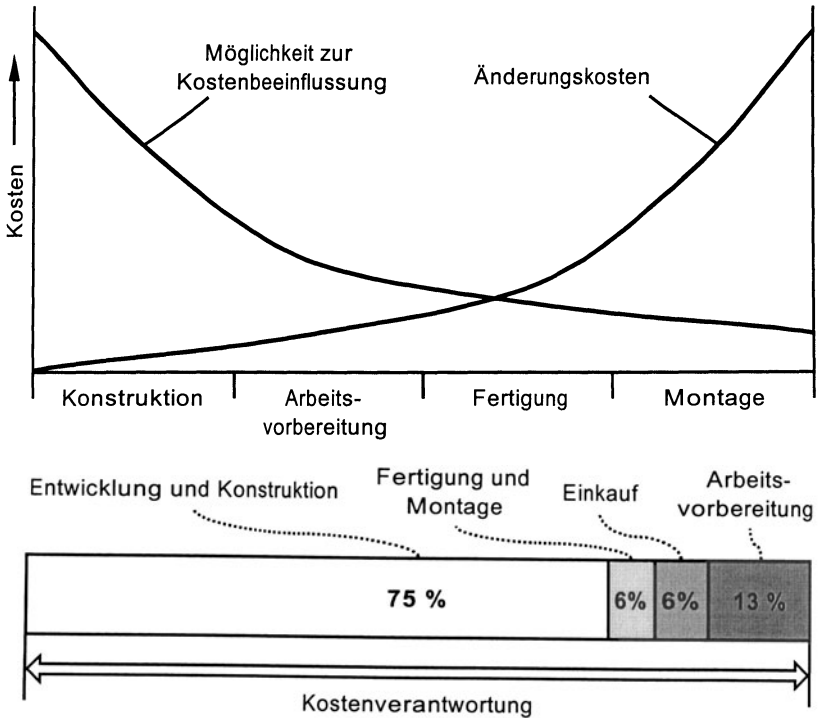 Möglichkeit zur
Kostenbeeinflussung
Änderungskosten
Kosten
Konstruktion
Arbeits-
vorbereitung
Fertigung
Montage
Entwicklung und Konstruktion
Fertigung und
Montage
Einkauf
Arbeits-
vorbereitung
75 %
6%
6%
13 %
Kostenverantwortung